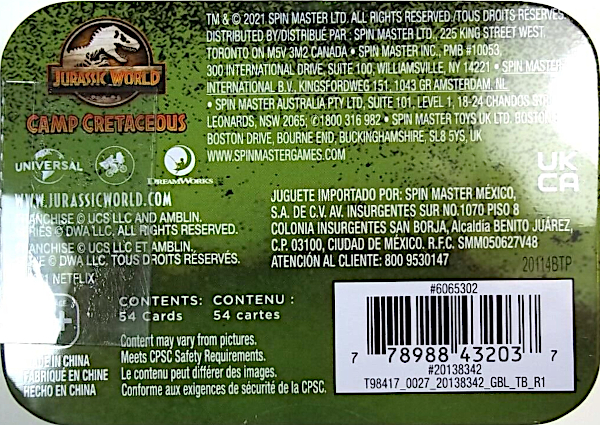 JURASSIC WORLD
CAMP CRETACEOUS
UNIVERSAL
DREAMWORKS
WWW.JURASSICWORLD.COM
FRANCHISE © UCS LLC AND AMBLIN.
SERIES © DWA LLC. ALL RIGHTS RESERVED.
FRANCHISE © UCS LLC ET AMBLIN.
© DWA LLC. TOUS DROITS RÉSERVÉS.
NETFLIX
TM & © 2021 SPIN MASTER LTD. ALL RIGHTS RESERVED./TOUS DROITS RÉSERVÉS.
DISTRIBUTED BY/DISTRIBUÉ PAR : SPIN MASTER LTD., 225 KING STREET WEST,
TORONTO ON M5V 3M2 CANADA • SPIN MASTER INC., PMB #10053,
300 INTERNATIONAL DRIVE, SUITE 100, WILLIAMSVILLE, NY 14221 • SPIN MASTER
INTERNATIONAL B.V., KINGSFORDWEG 151, 1043 GR AMSTERDAM, NL
• SPIN MASTER AUSTRALIA PTY LTD, SUITE 101, LEVEL 1, 18-24 CHANDOS
LEONARDS, NSW 2065; ✆1800 316 982 • SPIN MASTER TOYS UK LTD, BOSTON
BOSTON DRIVE, BOURNE END, BUCKINGHAMSHIRE, SL8 5YS, UK
WWW.SPINMASTERGAMES.COM
UK
CA
JUGUETE IMPORTADO POR: SPIN MASTER MÉXICO,
S.A. DE C.V. AV. INSURGENTES SUR NO.1070 PISO 8
COLONIA INSURGENTES SAN BORJA, Alcaldía BENITO JUÁREZ,
C.P. 03100, CIUDAD DE MÉXICO. R.F.C. SMM050627V48
ATENCIÓN AL CLIENTE: 800 9530147
20114BTP
CONTENTS: CONTENU :
54 Cards 54 cartes
Content may vary from pictures.
Meets CPSC Safety Requirements.
Le contenu peut différer des images.
Conforme aux exigences de sécurité de la CPSC.
MADE IN CHINA
FABRIQUÉ EN CHINE
HECHO EN CHINA
#6065302
7 78988 43203 7
#20138342
T98417_0027_20138342_GBL_TB_R1